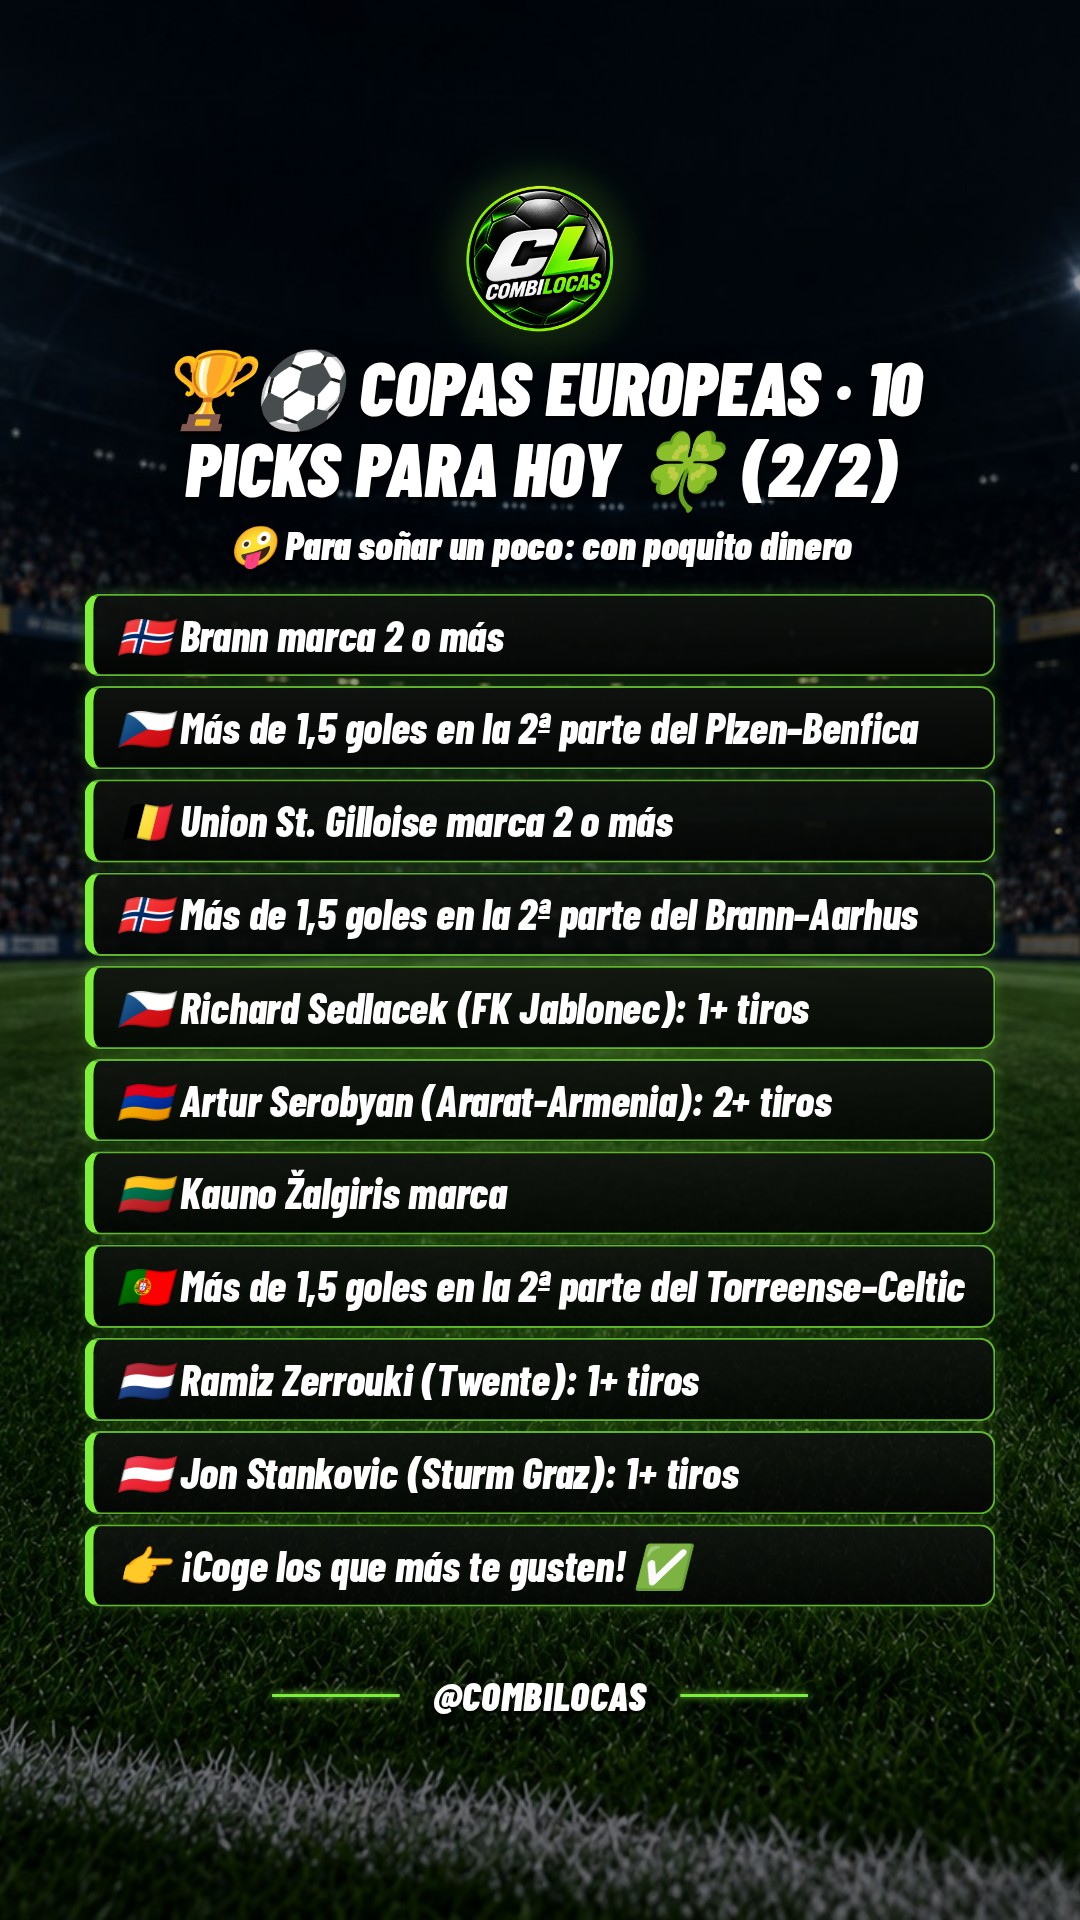 CL
COMBILOCAS
🏆⚽ COPAS EUROPEAS · 10
PICKS PARA HOY 🍀 (2/2)
🤪 Para soñar un poco: con poquito dinero
🇳🇴 Brann marca 2 o más
🇨🇿 Más de 1,5 goles en la 2ª parte del Plzen–Benfica
🇧🇪 Union St. Gilloise marca 2 o más
🇳🇴 Más de 1,5 goles en la 2ª parte del Brann–Aarhus
🇨🇿 Richard Sedlacek (FK Jablonec): 1+ tiros
🇦🇲 Artur Serobyan (Ararat-Armenia): 2+ tiros
🇱🇹 Kauno Žalgiris marca
🇵🇹 Más de 1,5 goles en la 2ª parte del Torreense–Celtic
🇳🇱 Ramiz Zerrouki (Twente): 1+ tiros
🇦🇹 Jon Stankovic (Sturm Graz): 1+ tiros
👉 ¡Coge los que más te gusten! ✅
@COMBILOCAS